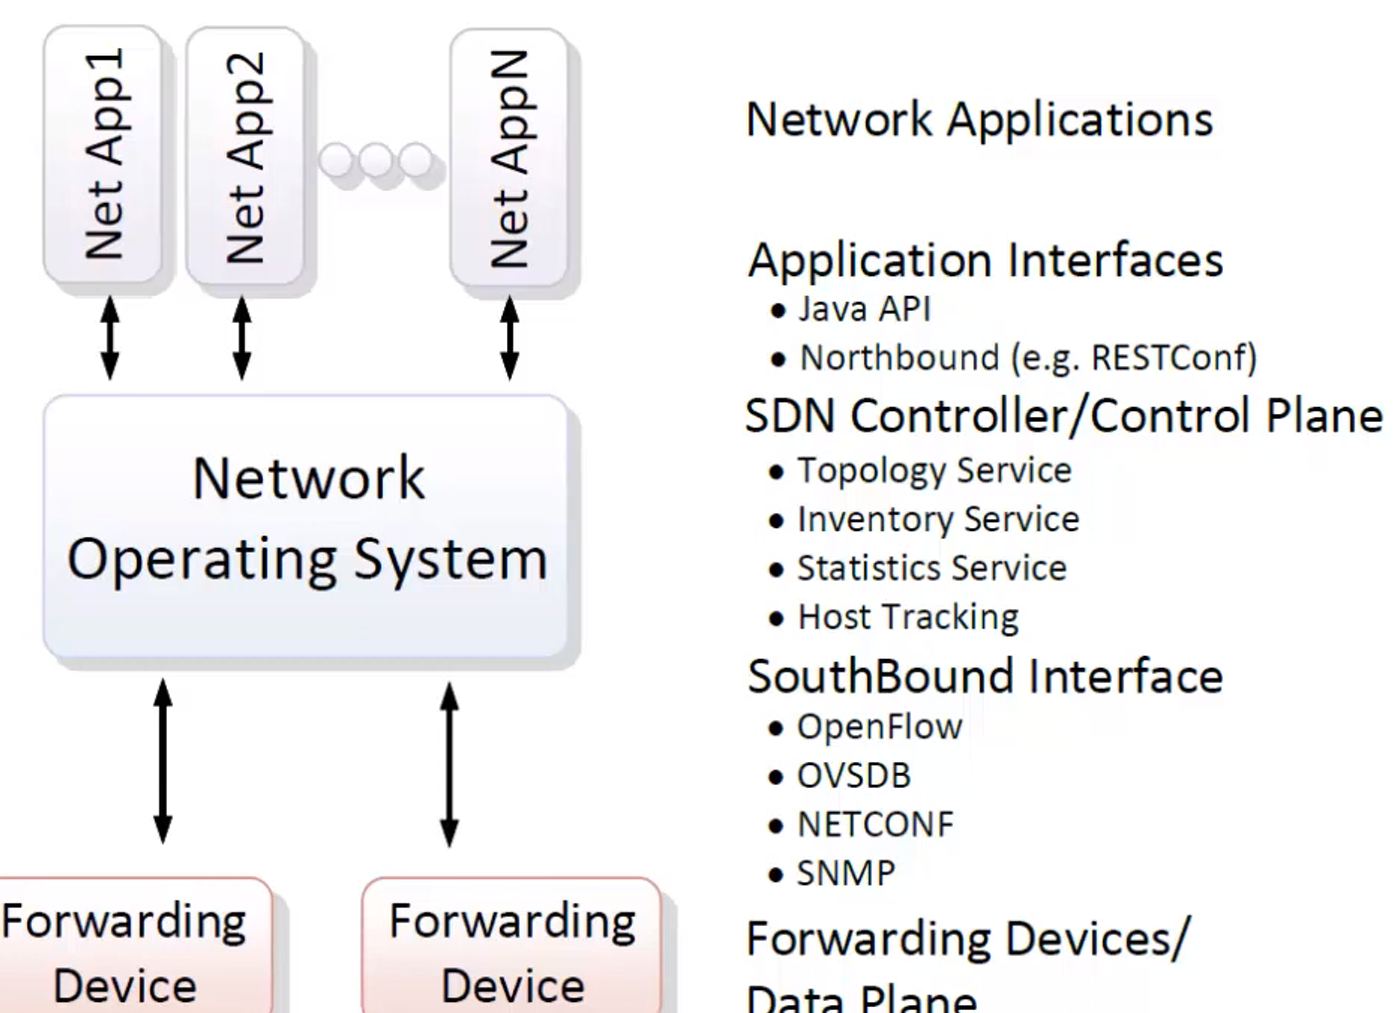 Net App1
Net App2
Net AppN
Network
Operating System
Forwarding
Device
Forwarding
Device
Network Applications
Application Interfaces
• Java API
• Northbound (e.g. RESTConf)
SDN Controller/Control Plane
• Topology Service
• Inventory Service
• Statistics Service
• Host Tracking
SouthBound Interface
• OpenFlow
• OVSDB
• NETCONF
• SNMP
Forwarding Devices/
Data Plane